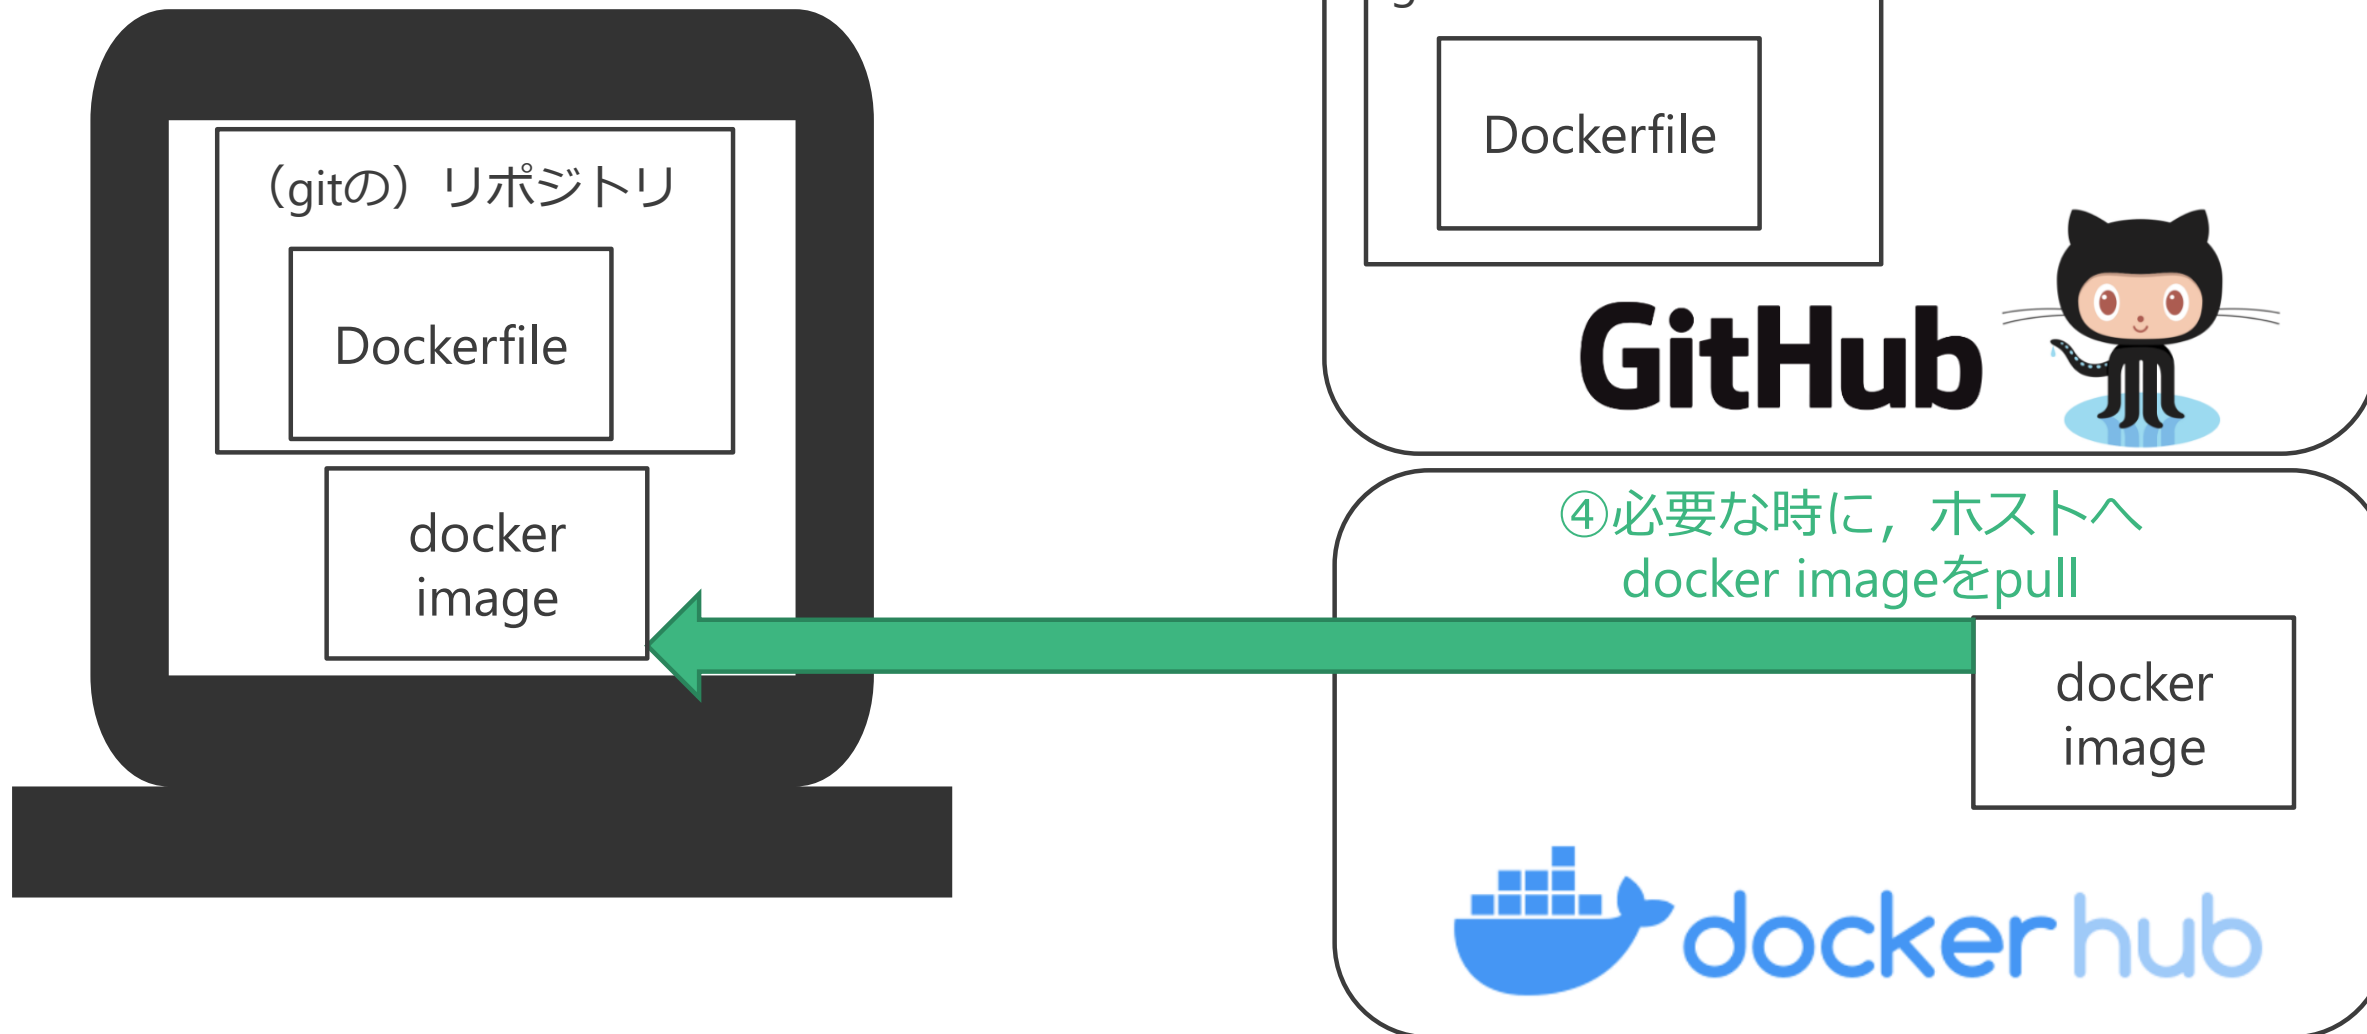 （gitの）リポジトリ
Dockerfile
docker
image
Dockerfile
GitHub
④必要な時に，ホストへ
docker imageをpull
docker
image
docker hub